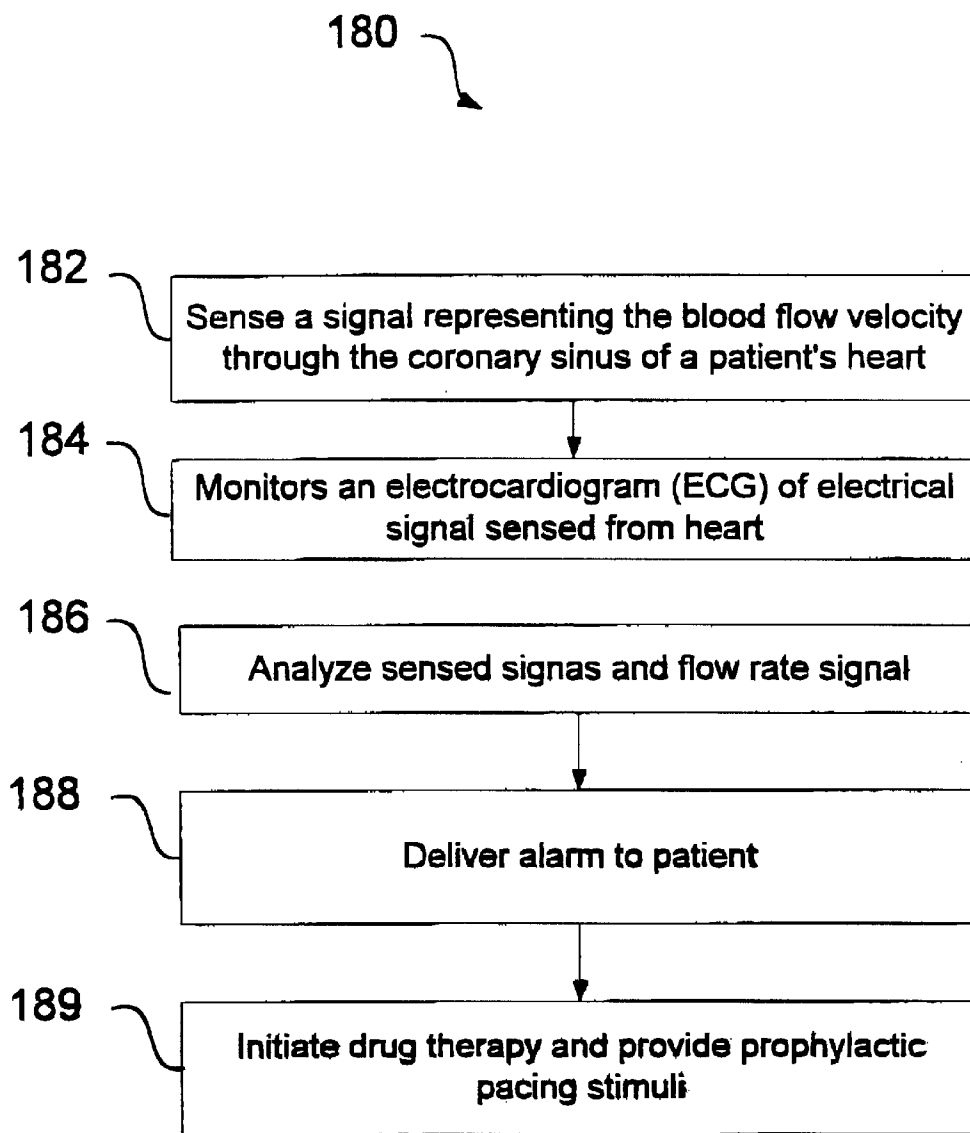 180
182
Sense a signal representing the blood flow velocity
through the coronary sinus of a patient's heart
184
Monitors an electrocardiogram (ECG) of electrical
signal sensed from heart
186
Analyze sensed signas and flow rate signal
188
Deliver alarm to patient
189
Initiate drug therapy and provide prophylactic
pacing stimuli